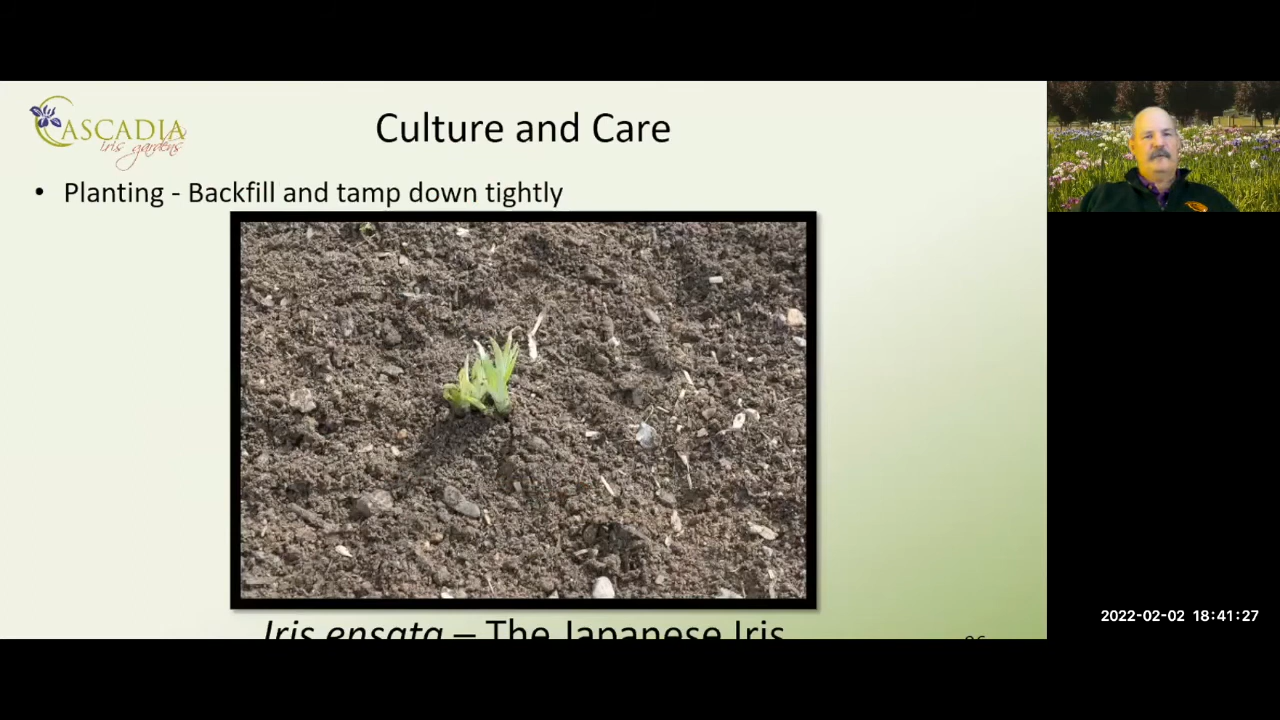 CASCADIA
iris gardens
Culture and Care
• Planting - Backfill and tamp down tightly
Iris ensata – The Japanese Iris
2022-02-02 18:41:27